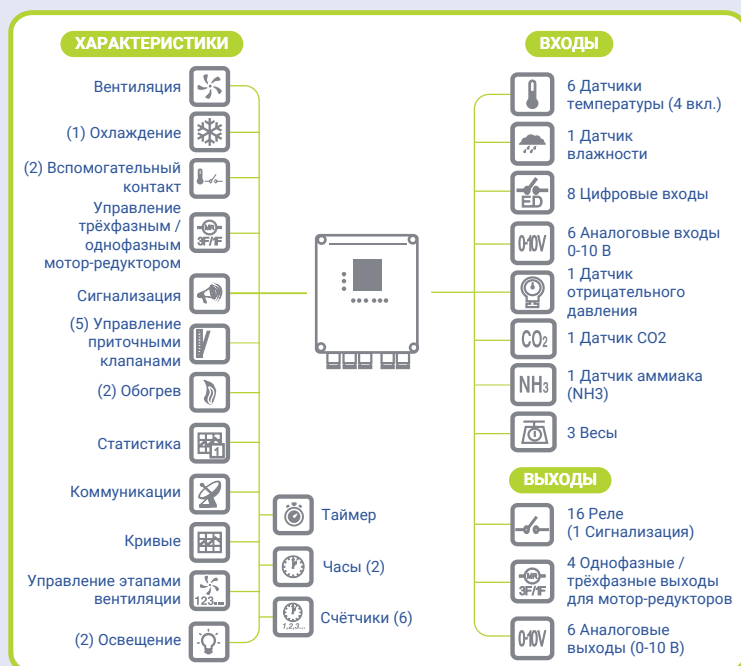 ХАРАКТЕРИСТИКИ
Вентиляция
(1) Охлаждение
(2) Вспомогательный
контакт
Управление
трёхфазным /
однофазным
мотор-редуктором
MR
3F/1F
Сигнализация
(5) Управление
приточными
клапанами
(2) Обогрев
Статистика
1
Коммуникации
Кривые
Управление этапами
вентиляции
123...
(2) Освещение
Таймер
Часы (2)
Счётчики (6)
1,2,3...
ВХОДЫ
6 Датчики
температуры (4 вкл.)
1 Датчик
влажности
ED
8 Цифровые входы
0-10V
6 Аналоговые входы
0-10 В
1 Датчик
отрицательного
давления
CO2
1 Датчик CO2
NH3
1 Датчик аммиака
(NH3)
3 Весы
ВЫХОДЫ
16 Реле
(1 Сигнализация)
MR
3F/1F
4 Однофазные /
трёхфазные выходы
для мотор-редукторов
0-10V
6 Аналоговые
выходы (0-10 В)